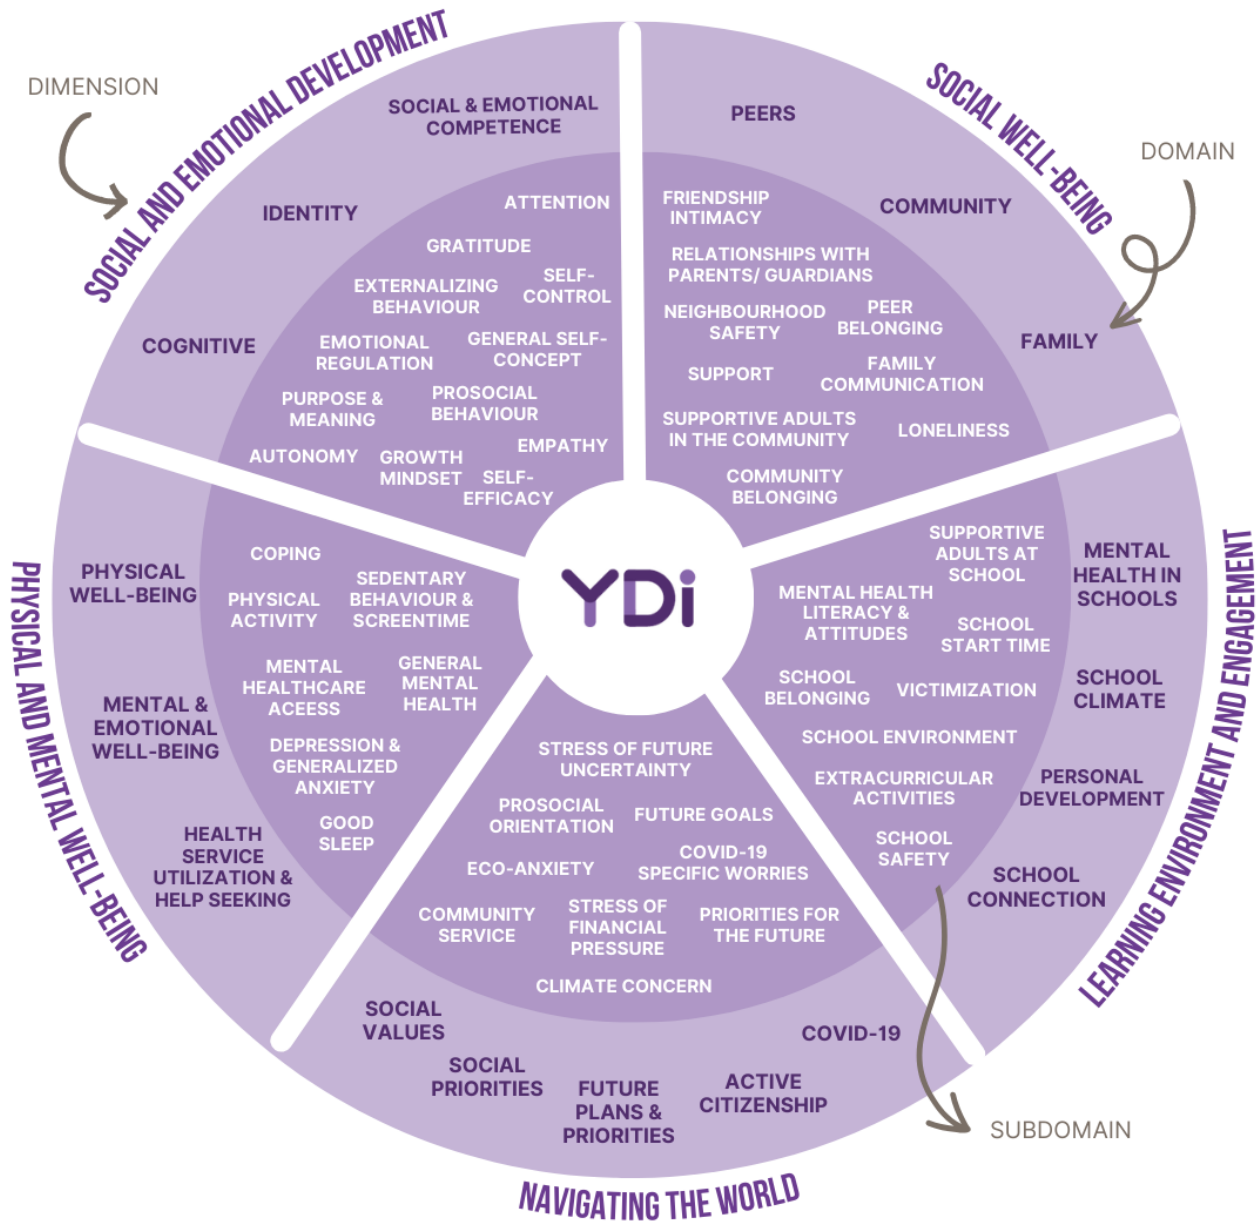 DIMENSION
SOCIAL AND EMOTIONAL DEVELOPMENT
SOCIAL & EMOTIONAL
COMPETENCE
IDENTITY
COGNITIVE
ATTENTION
GRATITUDE
EXTERNALIZING
BEHAVIOUR
SELF-
CONTROL
EMOTIONAL
REGULATION
GENERAL SELF-
CONCEPT
PURPOSE &
MEANING
PROSOCIAL
BEHAVIOUR
EMPATHY
AUTONOMY
GROWTH
MINDSET
SELF-
EFFICACY
SOCIAL WELL-BEING
DOMAIN
PEERS
COMMUNITY
FAMILY
FRIENDSHIP
INTIMACY
RELATIONSHIPS WITH
PARENTS/ GUARDIANS
NEIGHBOURHOOD
SAFETY
PEER
BELONGING
SUPPORT
FAMILY
COMMUNICATION
SUPPORTIVE ADULTS
IN THE COMMUNITY
LONELINESS
COMMUNITY
BELONGING
YDi
LEARNING ENVIRONMENT AND ENGAGEMENT
MENTAL
HEALTH IN
SCHOOLS
SCHOOL
CLIMATE
PERSONAL
DEVELOPMENT
SCHOOL
CONNECTION
SUPPORTIVE
ADULTS AT
SCHOOL
MENTAL HEALTH
LITERACY &
ATTITUDES
SCHOOL
START TIME
SCHOOL
BELONGING
VICTIMIZATION
SCHOOL ENVIRONMENT
EXTRACURRICULAR
ACTIVITIES
SCHOOL
SAFETY
SUBDOMAIN
PHYSICAL AND MENTAL WELL-BEING
PHYSICAL
WELL-BEING
MENTAL &
EMOTIONAL
WELL-BEING
HEALTH
SERVICE
UTILIZATION &
HELP SEEKING
COPING
SEDENTARY
BEHAVIOUR &
SCREENTIME
PHYSICAL
ACTIVITY
MENTAL
HEALTHCARE
ACEESS
GENERAL
MENTAL
HEALTH
DEPRESSION &
GENERALIZED
ANXIETY
GOOD
SLEEP
STRESS OF FUTURE
UNCERTAINTY
PROSOCIAL
ORIENTATION
FUTURE GOALS
ECO-ANXIETY
COVID-19
SPECIFIC WORRIES
COMMUNITY
SERVICE
STRESS OF
FINANCIAL
PRESSURE
PRIORITIES FOR
THE FUTURE
CLIMATE CONCERN
SOCIAL
VALUES
SOCIAL
PRIORITIES
FUTURE
PLANS &
PRIORITIES
ACTIVE
CITIZENSHIP
COVID-19
NAVIGATING THE WORLD